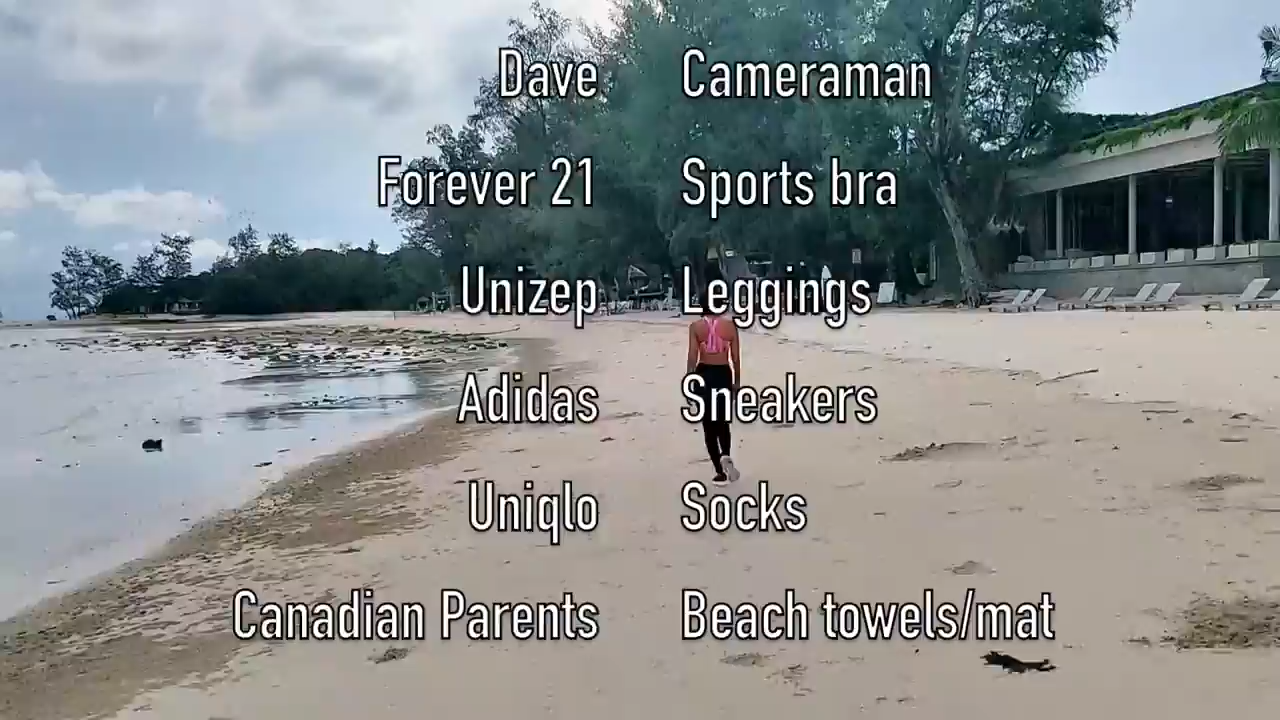 Dave Cameraman
Forever 21 Sports bra
Unizep Leggings
Adidas Sneakers
Uniqlo Socks
Canadian Parents Beach towels/mat